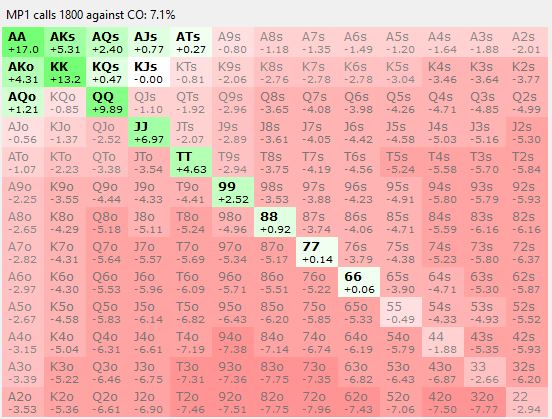 MP1 calls 1800 against CO: 7.1%
AA AKs AQs AJs ATs A9s A8s A7s A6s A5s A4s A3s A2s
+17.0 +5.31 +2.40 +0.77 +0.27 -0.80 -1.18 -1.35 -1.49 -1.20 -1.64 -1.88 -2.01
AKo KK KQs KJs KTs K9s K8s K7s K6s K5s K4s K3s K2s
+4.31 +13.2 +0.47 -0.00 -0.81 -2.06 -2.76 -2.78 -2.78 -3.04 -3.46 -3.64 -3.77
AQo KQo QQ QJs QTs Q9s Q8s Q7s Q6s Q5s Q4s Q3s Q2s
+1.21 -0.85 +9.89 -1.10 -1.92 -2.96 -3.65 -4.08 -3.98 -4.26 -4.71 -4.85 -4.99
AJo KJo QJo JJ JTs J9s J8s J7s J6s J5s J4s J3s J2s
-0.56 -1.37 -2.52 +6.97 -2.07 -2.89 -3.61 -4.05 -4.42 -4.58 -5.03 -5.16 -5.30
ATo KTo QTo JTo TT T9s T8s T7s T6s T5s T4s T3s T2s
-1.07 -2.23 -3.38 -3.54 +4.63 -2.94 -3.75 -4.19 -4.56 -5.24 -5.58 -5.70 -5.84
A9o K9o Q9o J9o T9o 99 98s 97s 96s 95s 94s 93s 92s
-2.25 -3.55 -4.44 -4.33 -4.41 +2.52 -3.53 -3.88 -4.23 -4.91 -5.80 -5.79 -5.93
A8o K8o Q8o J8o T8o 98o 88 87s 86s 85s 84s 83s 82s
-2.65 -4.29 -5.18 -5.11 -5.24 -4.96 +0.92 -3.74 -4.06 -4.71 -5.60 -6.34 -6.33
A7o K7o Q7o J7o T7o 97o 87o 77 76s 75s 74s 73s 72s
-2.82 -4.31 -5.64 -5.57 -5.69 -5.34 -5.17 +0.14 -3.79 -4.38 -5.23 -5.80 -6.37
A6o K6o Q6o J6o T6o 96o 86o 76o 66 65s 64s 63s 62s
-2.97 -4.30 -5.53 -5.96 -6.09 -5.71 -5.51 -5.22 +0.06 -3.90 -4.71 -5.30 -5.87
A5o K5o Q5o J5o T5o 95o 85o 75o 65o 55 54s 53s 52s
-2.67 -4.58 -5.83 -6.14 -6.82 -6.43 -6.20 -5.85 -5.33 -0.49 -4.33 -4.93 -5.52
A4o K4o Q4o J4o T4o 94o 84o 74o 64o 54o 44 43s 42s
-3.15 -5.04 -6.31 -6.61 -7.19 -7.38 -7.14 -6.74 -6.19 -5.79 -1.88 -5.35 -5.93
A3o K3o Q3o J3o T3o 93o 83o 73o 63o 53o 43o 33 32s
-3.39 -5.22 -6.46 -6.75 -7.31 -7.36 -7.75 -7.35 -6.82 -6.43 -6.87 -2.66 -6.20
A2o K2o Q2o J2o T2o 92o 82o 72o 62o 52o 42o 32o 22
-3.53 -5.36 -6.61 -6.90 -7.46 -7.51 -7.75 -7.96 -7.43 -7.06 -7.50 -7.77 -2.94